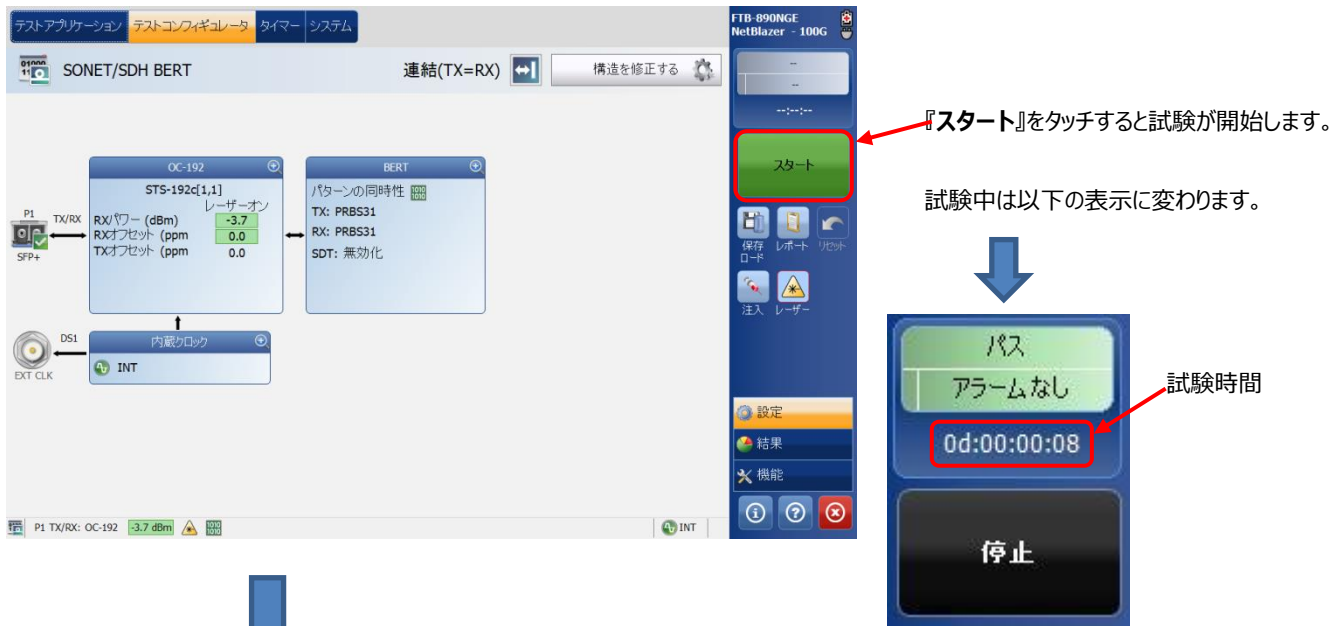 テストアプリケーション テストコンフィギュレータ タイマー システム
FTB-890NGE
NetBlazer - 100G
SONET/SDH BERT 連結(TX=RX) 構造を修正する
--
--
--:--:--
『スタート』をタッチすると試験が開始します。
スタート
試験中は以下の表示に変わります。
OC-192
STS-192c[1,1]
レーザーオン
RXパワー (dBm) -3.7
RXオフセット (ppm 0.0
TXオフセット (ppm 0.0
BERT
パターンの同時性
TX: PRBS31
RX: PRBS31
SDT: 無効化
P1 TX/RX
SFP+
保存
ロード
レポート
リセット
注入
レーザー
DS1
EXT CLK
内蔵クロック
INT
パス
アラームなし
0d:00:00:08
試験時間
停止
設定
結果
機能
P1 TX/RX: OC-192 -3.7 dBm INT